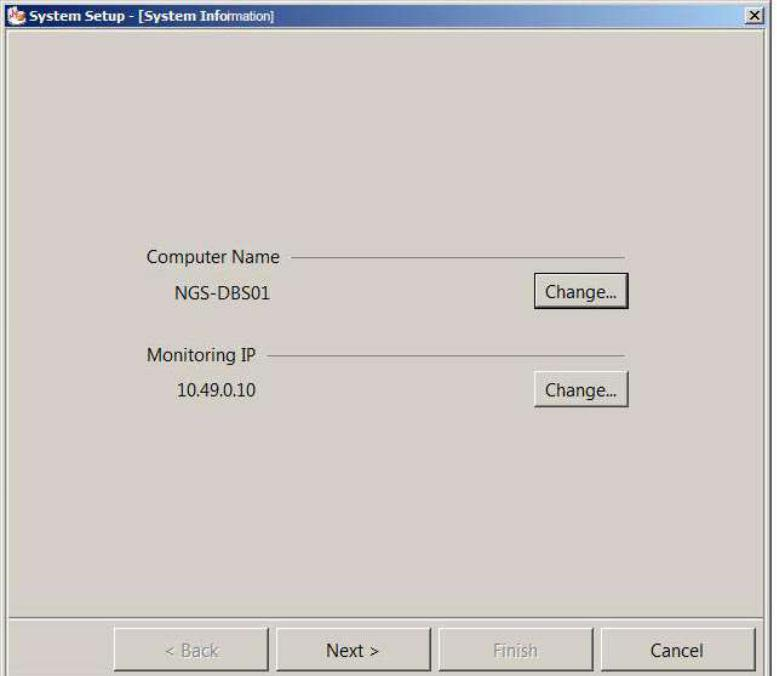 System Setup - [System Information]
Computer Name
NGS-DBS01
Change...
Monitoring IP
10.49.0.10
Change...
< Back
Next >
Finish
Cancel